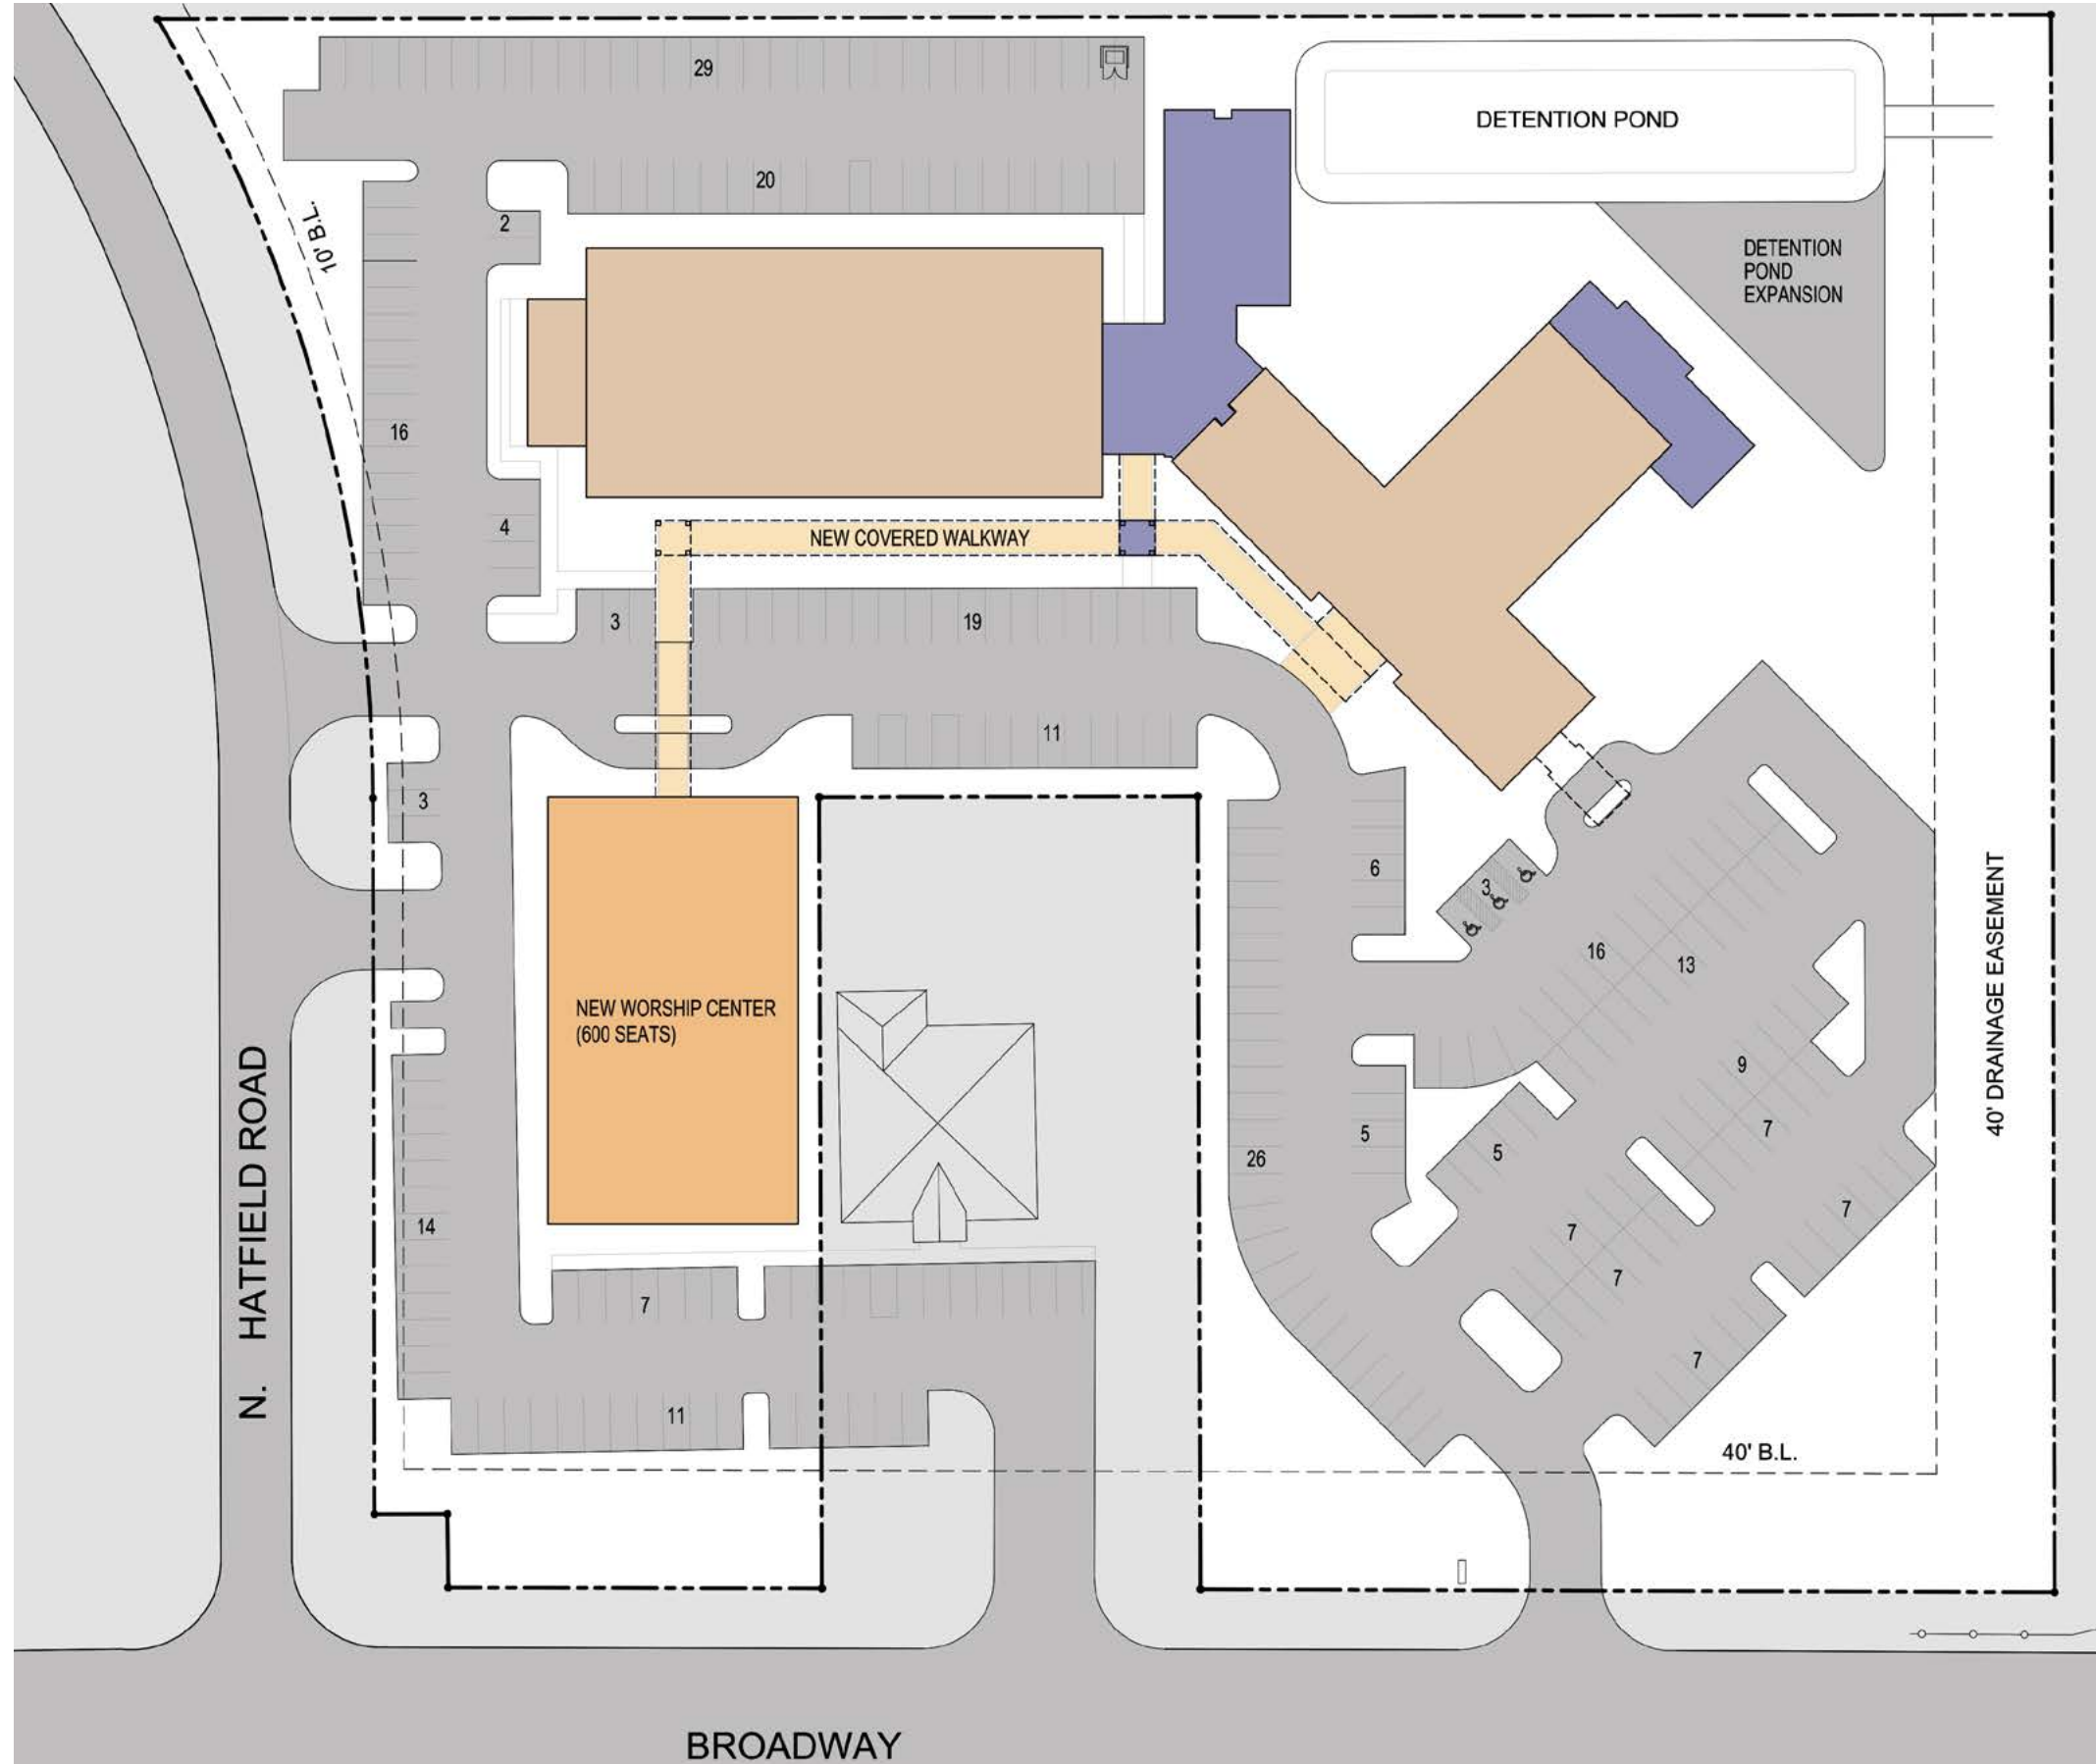 29
DETENTION POND
20
10' B.L.
2
DETENTION
POND
EXPANSION
16
4
NEW COVERED WALKWAY
3
19
11
3
6
3
16
13
NEW WORSHIP CENTER
(600 SEATS)
40' DRAINAGE EASEMENT
9
7
5
5
26
7
14
7
7
7
7
11
40' B.L.
N. HATFIELD ROAD
BROADWAY